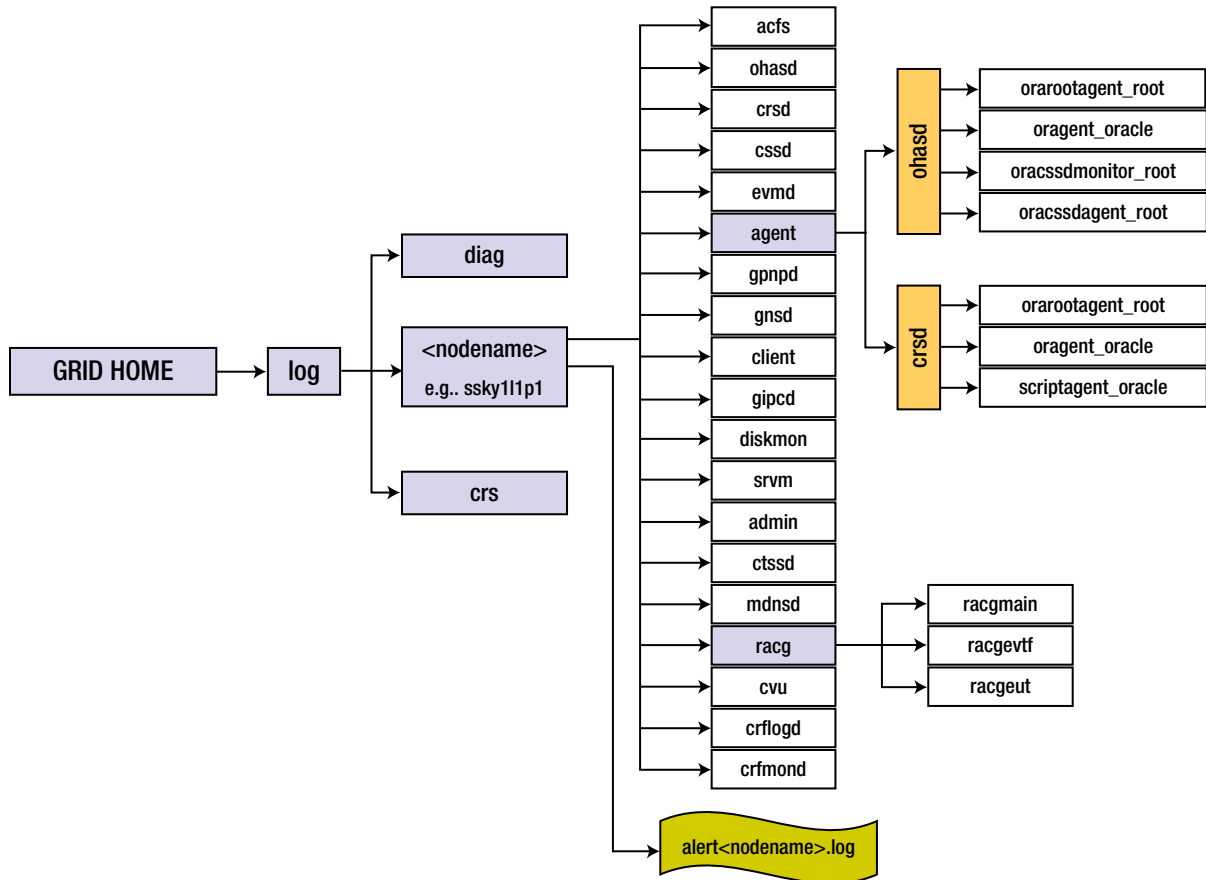 GRID HOME
log
diag
<nodename>
e.g.. ssky1l1p1
crs
acfs
ohasd
crsd
cssd
evmd
agent
gpnpd
gnsd
client
gipcd
diskmon
srvm
admin
ctssd
mdnsd
racg
cvu
crflogd
crfmond
alert<nodename>.log
ohasd
orarootagent_root
oragent_oracle
oracssdmonitor_root
oracssdagent_root
crsd
orarootagent_root
oragent_oracle
scriptagent_oracle
racgmain
racgevtf
racgeut